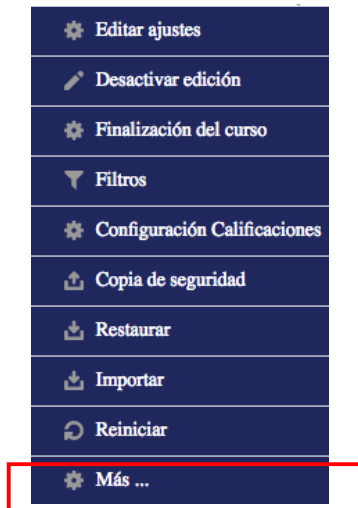 Editar ajustes
Desactivar edición
Finalización del curso
Filtros
Configuración Calificaciones
Copia de seguridad
Restaurar
Importar
Reiniciar
Más ...